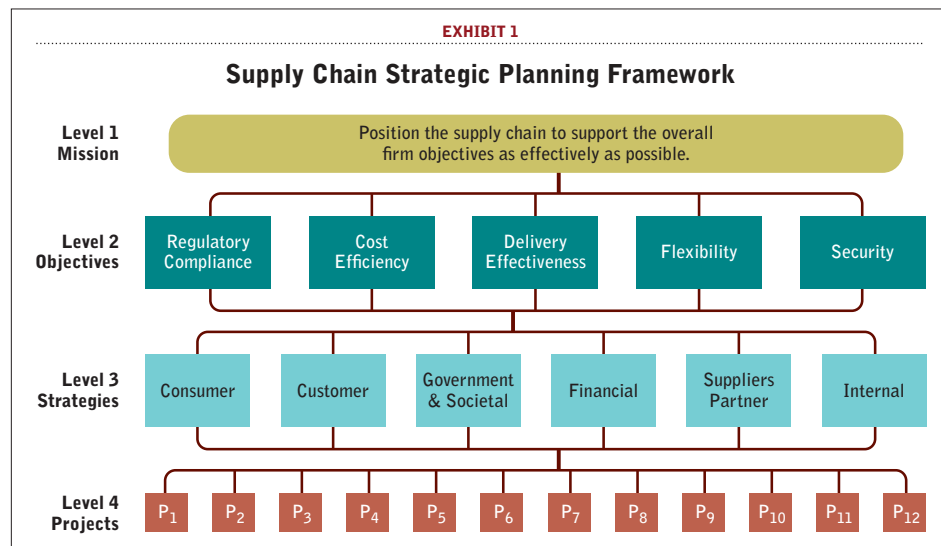 EXHIBIT 1
Supply Chain Strategic Planning Framework
Level 1
Mission
Position the supply chain to support the overall
firm objectives as effectively as possible.
Level 2
Objectives
Regulatory
Compliance
Cost
Efficiency
Delivery
Effectiveness
Flexibility
Security
Level 3
Strategies
Consumer
Customer
Government
& Societal
Financial
Suppliers
Partner
Internal
Level 4
Projects
P1 P2 P3 P4 P5 P6 P7 P8 P9 P10 P11 P12